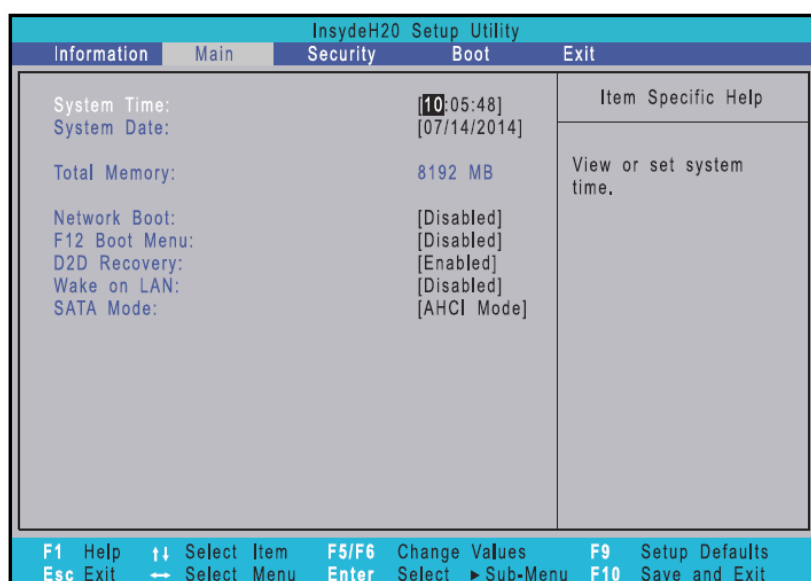 InsydeH20 Setup Utility
Information Main Security Boot Exit
System Time: [10:05:48]
System Date: [07/14/2014]
Total Memory: 8192 MB
Network Boot: [Disabled]
F12 Boot Menu: [Disabled]
D2D Recovery: [Enabled]
Wake on LAN: [Disabled]
SATA Mode: [AHCI Mode]
Item Specific Help
View or set system
time.
F1 Help ↑↓ Select Item F5/F6 Change Values F9 Setup Defaults
Esc Exit ↔ Select Menu Enter Select ► Sub-Menu F10 Save and Exit